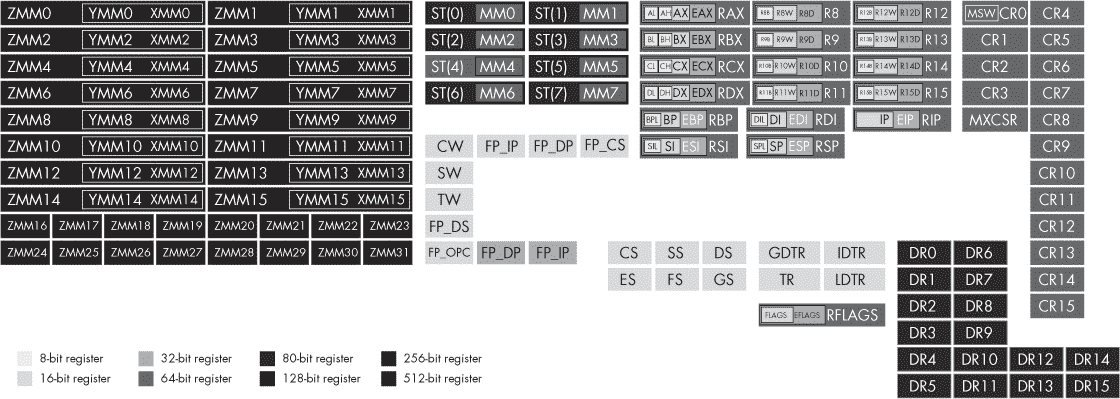 ZMM0 YMM0 XMM0 ZMM1 YMM1 XMM1 ST(0) MM0 ST(1) MM1 AL AH AX EAX RAX R8B R8W R8D R8 R12B R12W R12D R12 MSW CR0 CR4
ZMM2 YMM2 XMM2 ZMM3 YMM3 XMM3 ST(2) MM2 ST(3) MM3 BL BH BX EBX RBX R9B R9W R9D R9 R13B R13W R13D R13 CR1 CR5
ZMM4 YMM4 XMM4 ZMM5 YMM5 XMM5 ST(4) MM4 ST(5) MM5 CL CH CX ECX RCX R10B R10W R10D R10 R14B R14W R14D R14 CR2 CR6
ZMM6 YMM6 XMM6 ZMM7 YMM7 XMM7 ST(6) MM6 ST(7) MM7 DL DH DX EDX RDX R11B R11W R11D R11 R15B R15W R15D R15 CR3 CR7
ZMM8 YMM8 XMM8 ZMM9 YMM9 XMM9 BPL BP EBP RBP DIL DI EDI RDI IP EIP RIP MXCSR CR8
ZMM10 YMM10 XMM10 ZMM11 YMM11 XMM11 CW FP_IP FP_DP FP_CS SIL SI ESI RSI SPL SP ESP RSP CR9
ZMM12 YMM12 XMM12 ZMM13 YMM13 XMM13 SW CR10
ZMM14 YMM14 XMM14 ZMM15 YMM15 XMM15 TW CR11
ZMM16 ZMM17 ZMM18 ZMM19 ZMM20 ZMM21 ZMM22 ZMM23 FP_DS CR12
ZMM24 ZMM25 ZMM26 ZMM27 ZMM28 ZMM29 ZMM30 ZMM31 FP_OPC FP_DP FP_IP CS SS DS GDTR IDTR DR0 DR6 CR13
ES FS GS TR LDTR DR1 DR7 CR14
DR2 DR8 CR15
FLAGS EFLAGS RFLAGS
DR3 DR9
8-bit register 32-bit register 80-bit register 256-bit register DR4 DR10 DR12 DR14
16-bit register 64-bit register 128-bit register 512-bit register DR5 DR11 DR13 DR15